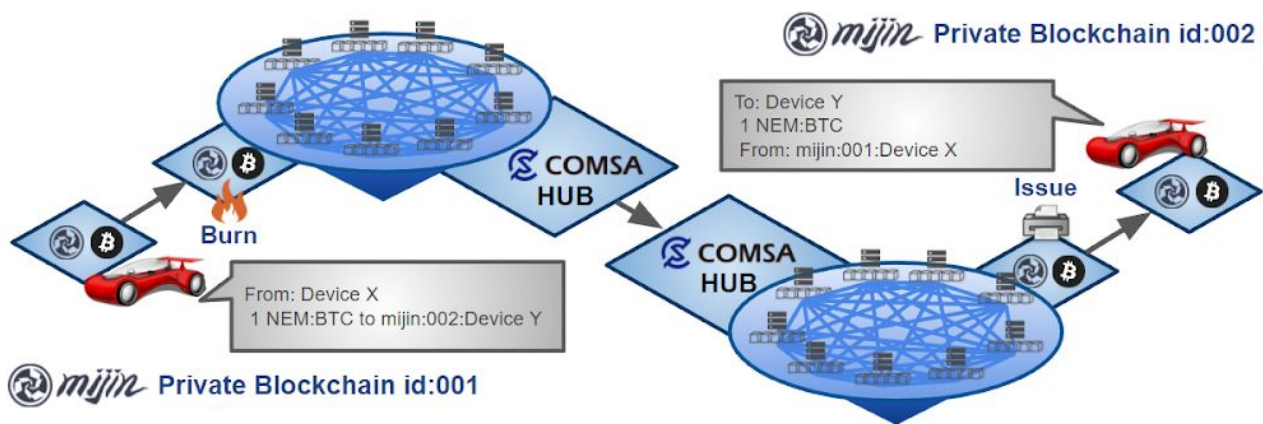 mijin Private Blockchain id:002
To: Device Y
1 NEM:BTC
From: mijin:001:Device X
COMSA
HUB
Issue
Burn
COMSA
HUB
From: Device X
1 NEM:BTC to mijin:002:Device Y
mijin Private Blockchain id:001